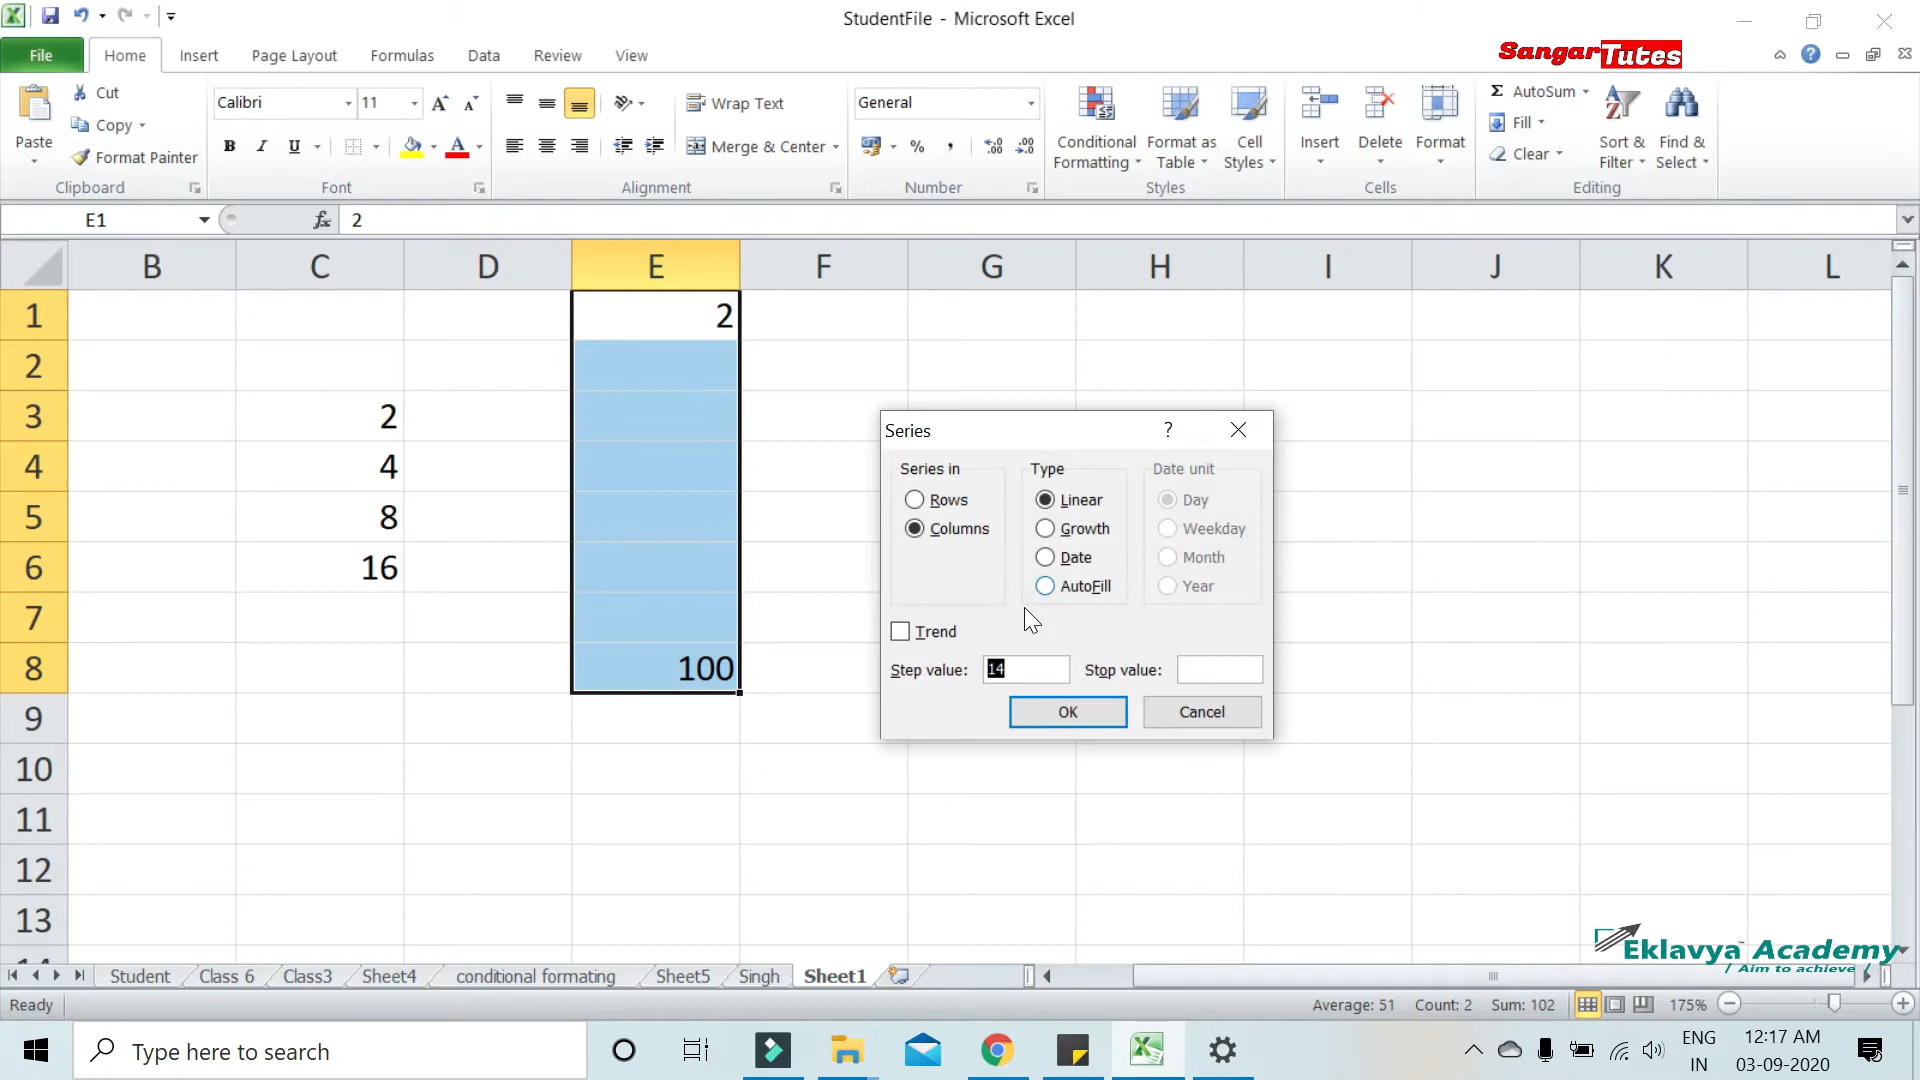 StudentFile - Microsoft Excel
File Home Insert Page Layout Formulas Data Review View
SangarTutes
Paste
Cut
Copy
Format Painter
Clipboard
Calibri 11
B I U
Font
Wrap Text
Merge & Center
Alignment
General
% ,
Number
Conditional Formatting
Format as Table
Cell Styles
Styles
Insert
Delete
Format
Cells
Σ AutoSum
Fill
Clear
Sort & Filter
Find & Select
Editing
E1 fx 2
B C D E F G H I J K L
1 2
2
3 2
4 4
5 8
6 16
7
8 100
9
10
11
12
13
Series ?
Series in
Rows
Columns
Type
Linear
Growth
Date
AutoFill
Date unit
Day
Weekday
Month
Year
Trend
Step value: 14 Stop value:
OK Cancel
Eklavya Academy
Aim to achieve
Student Class 6 Class3 Sheet4 conditional formating Sheet5 Singh Sheet1
Ready Average: 51 Count: 2 Sum: 102 175%
Type here to search
ENG
IN
12:17 AM
03-09-2020